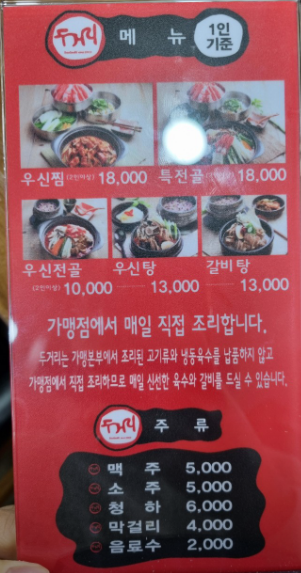 두거리 메 뉴 1인 기준
우신찜 (2인이상) 18,000 특전골 18,000
우신전골 (2인이상) 10,000 우신탕 13,000 갈비탕 13,000
가맹점에서 매일 직접 조리합니다.
두거리는 가맹본부에서 조리된 고기류와 냉동육수를 납품하지 않고
가맹점에서 직접 조리하므로 매일 신선한 육수와 갈비를 드실 수 있습니다.
두거리 주 류
맥 주 5,000
소 주 5,000
청 하 6,000
막걸리 4,000
음료수 2,000